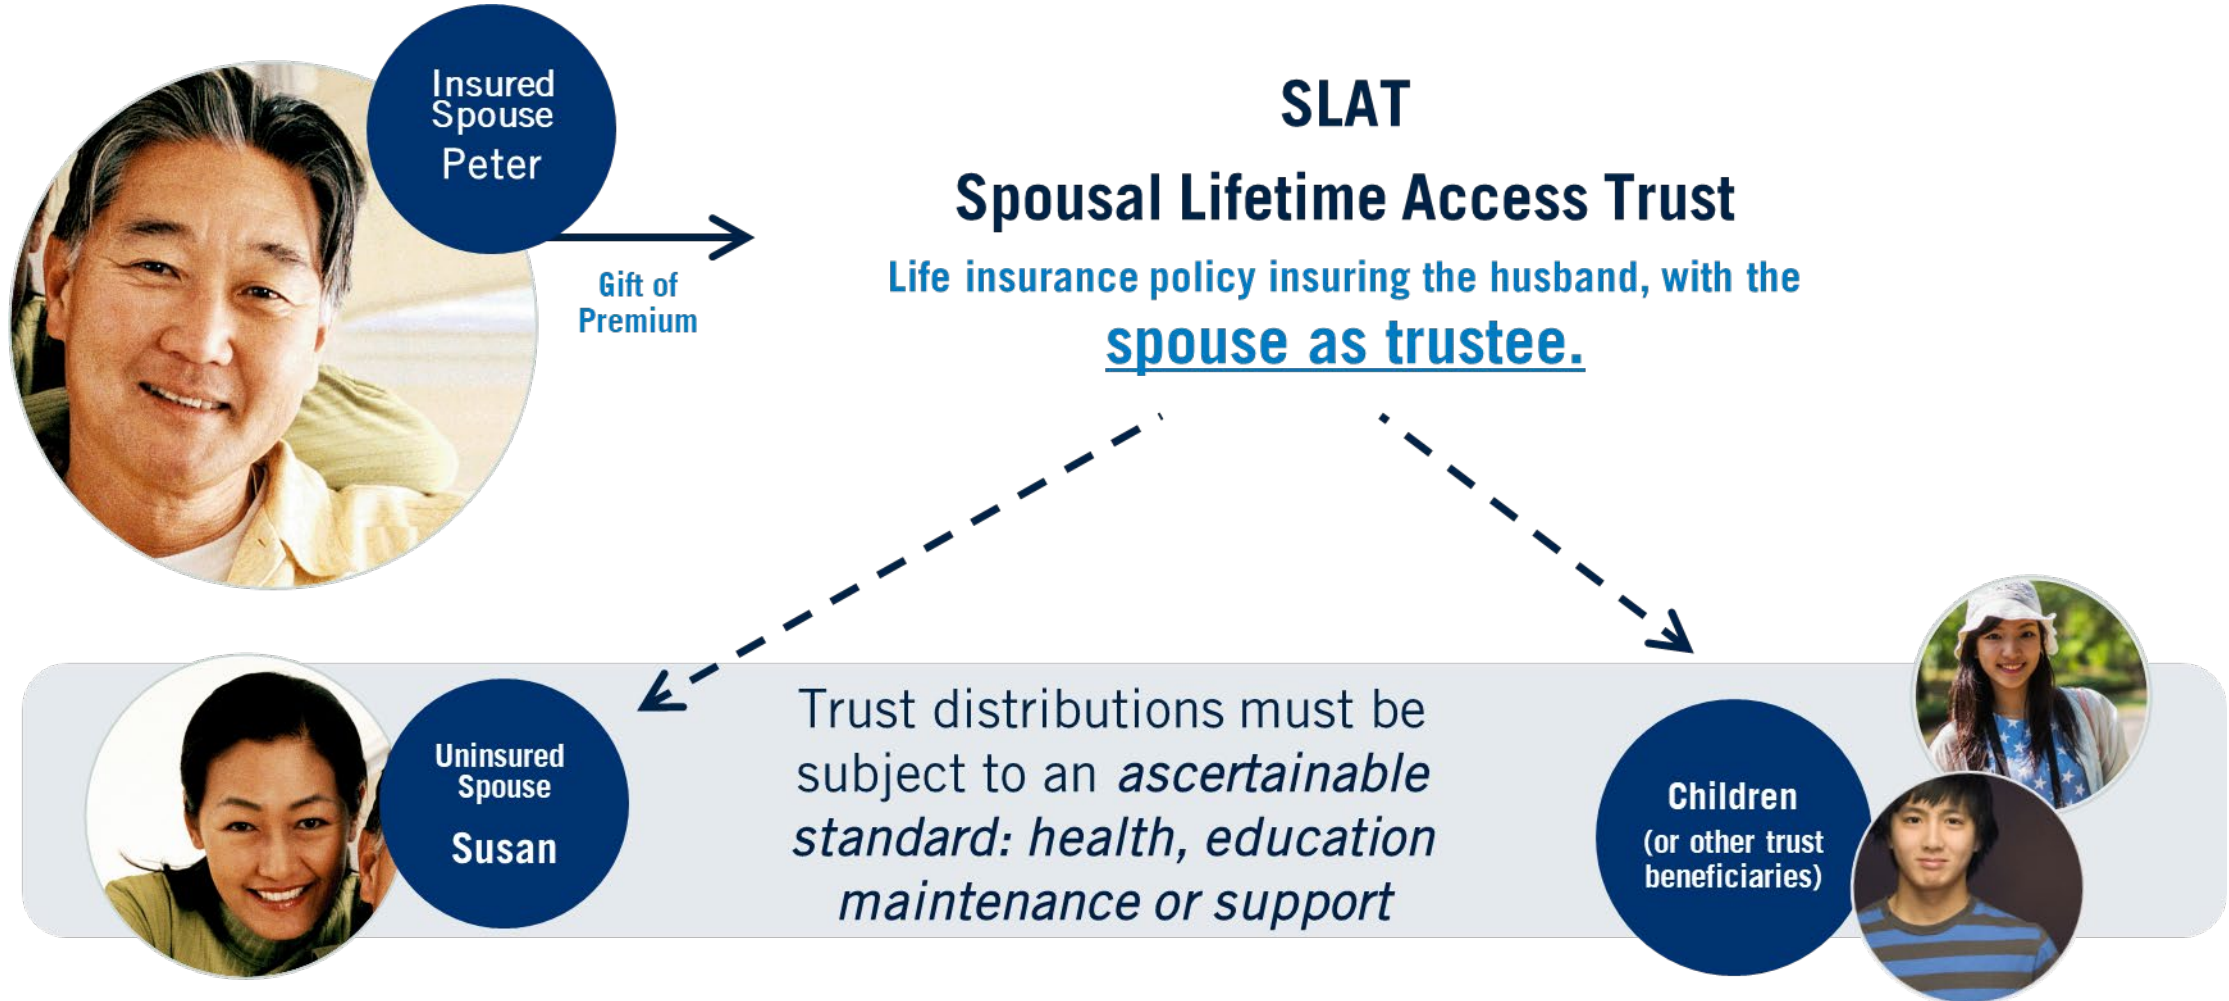 Insured
Spouse
Peter
Gift of
Premium
SLAT
Spousal Lifetime Access Trust
Life insurance policy insuring the husband, with the
spouse as trustee.
Uninsured
Spouse
Susan
Trust distributions must be
subject to an ascertainable
standard: health, education
maintenance or support
Children
(or other trust
beneficiaries)